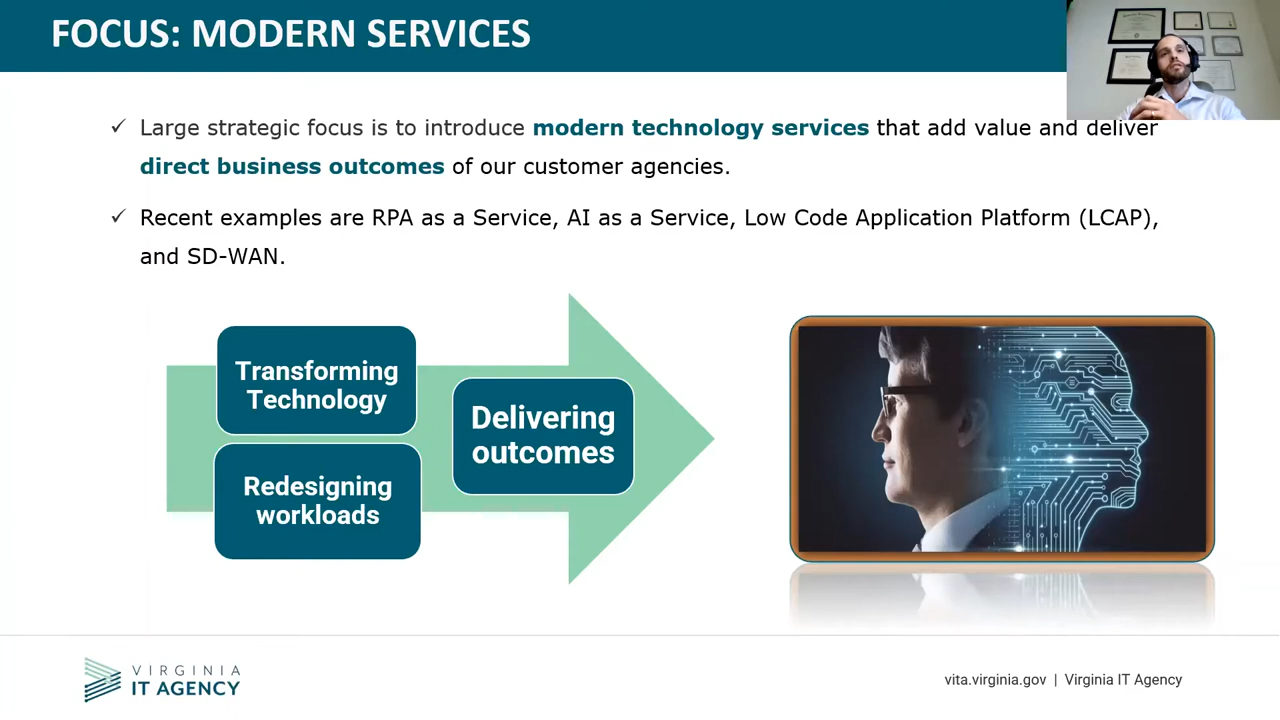 FOCUS: MODERN SERVICES
Large strategic focus is to introduce modern technology services that add value and deliver
direct business outcomes of our customer agencies.
Recent examples are RPA as a Service, AI as a Service, Low Code Application Platform (LCAP),
and SD-WAN.
Transforming
Technology
Redesigning
workloads
Delivering
outcomes
VIRGINIA
IT AGENCY
vita.virginia.gov | Virginia IT Agency